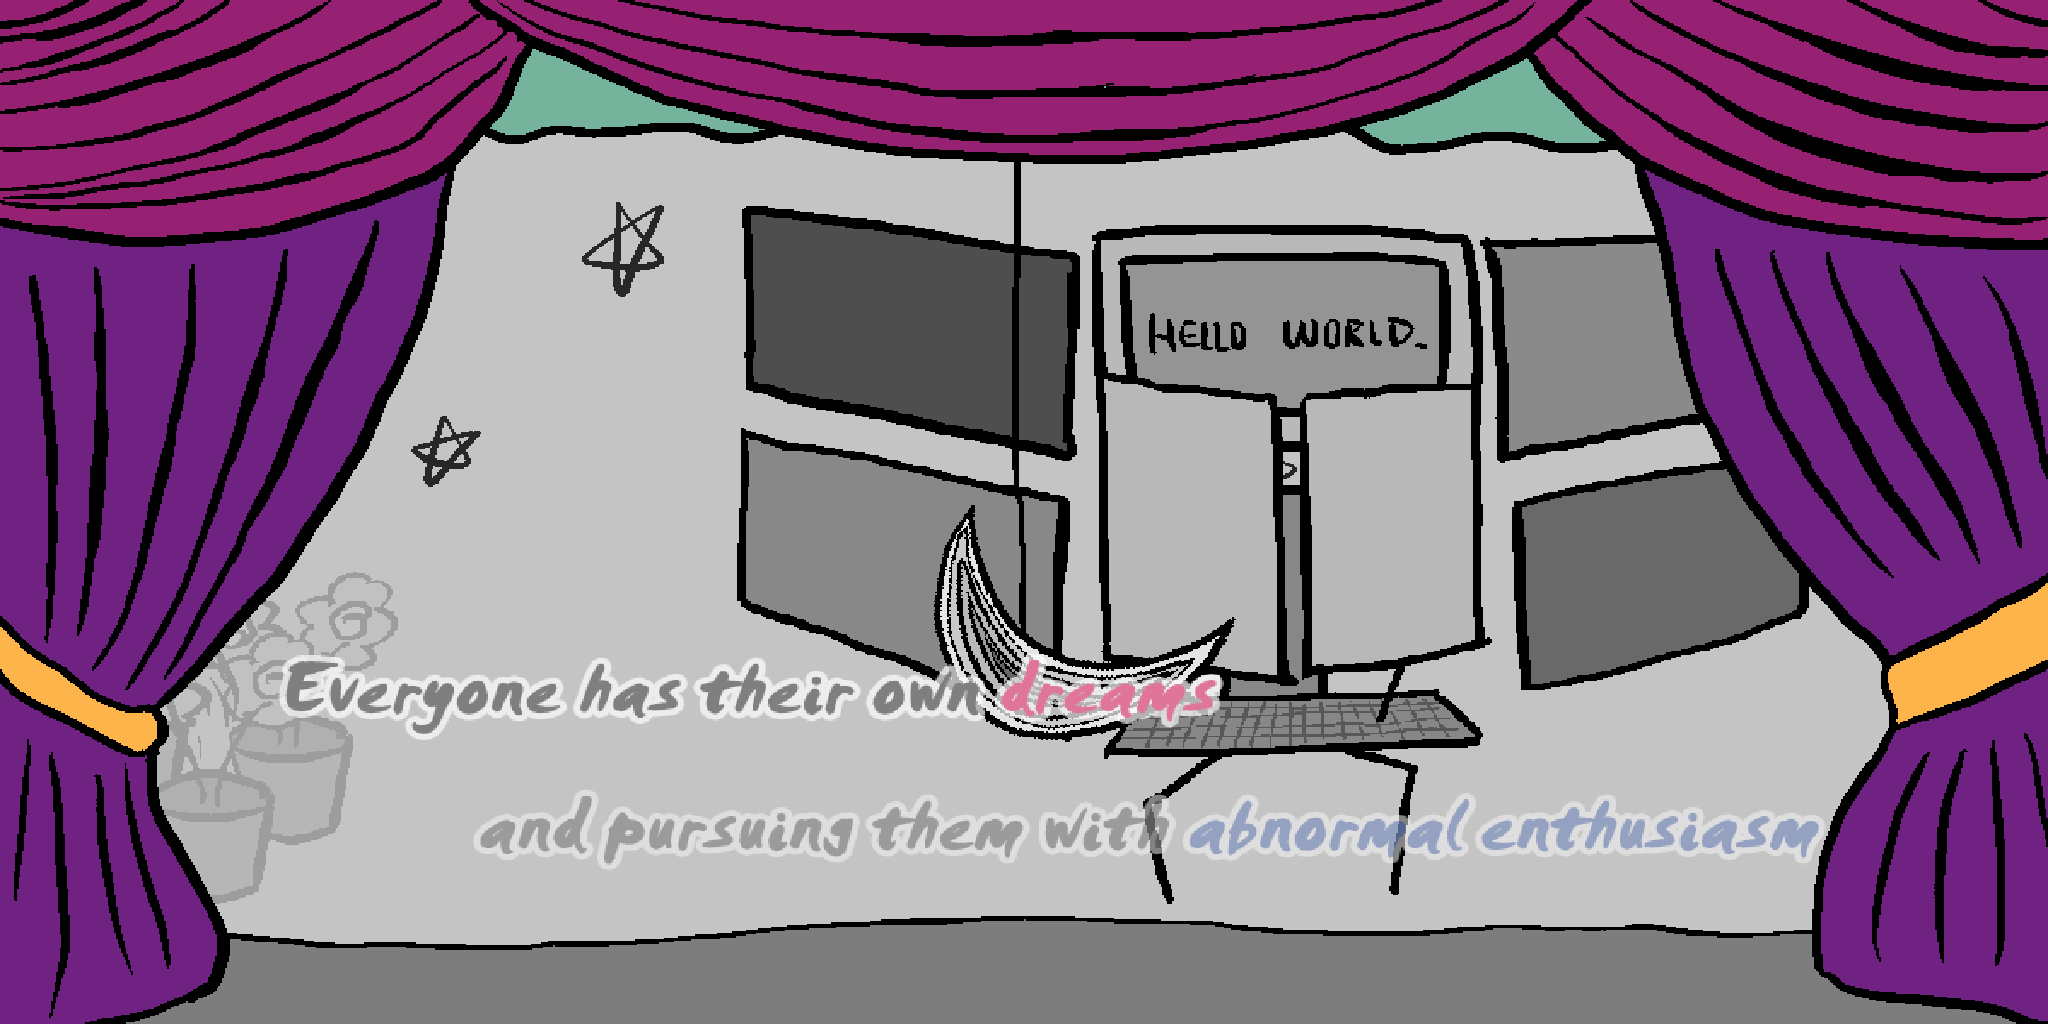 HELLO WORLD_
Everyone has their own dreams
and pursuing them with abnormal enthusiasm